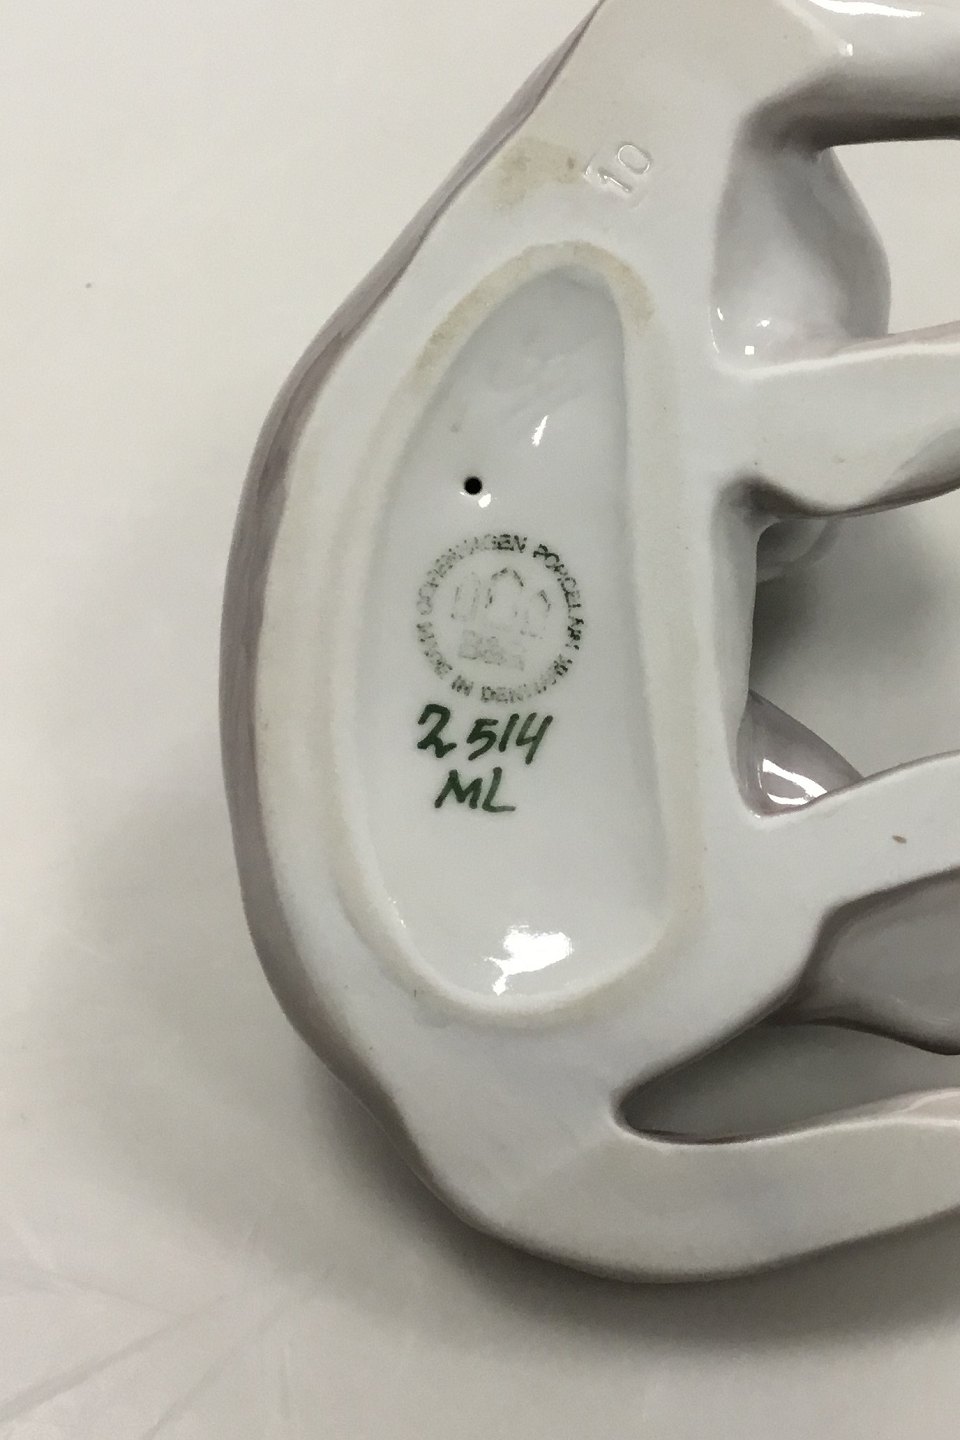 10
COPENHAGEN PORCELAIN MADE IN DENMARK
B&G
2514
ML